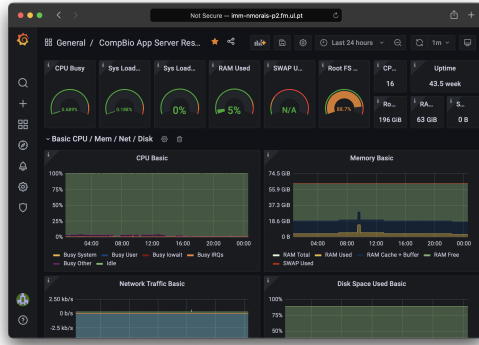 Not Secure — imm-nmorais-p2.fm.ul.pt
General / CompBio App Server Res...
Last 24 hours
1m
CPU Busy
Sys Load...
Sys Load...
RAM Used
SWAP U...
Root FS ...
CP...
Uptime
0%
5%
N/A
88.7%
16
43.5 week
Ro...
RA...
S...
196 GiB
63 GiB
0 B
Basic CPU / Mem / Net / Disk
CPU Basic
100%
75%
50%
25%
0%
04:00 08:00 12:00 16:00 20:00 00:00
Busy System Busy User Busy Iowait Busy IRQs
Busy Other Idle
Memory Basic
74.5 GiB
55.9 GiB
37.3 GiB
18.6 GiB
0 B
04:00 08:00 12:00 16:00 20:00 00:00
RAM Total RAM Used RAM Cache + Buffer RAM Free
SWAP Used
Network Traffic Basic
2.50 kb/s
0 b/s
-2.5 kb/s
Disk Space Used Basic
100%
75%
50%